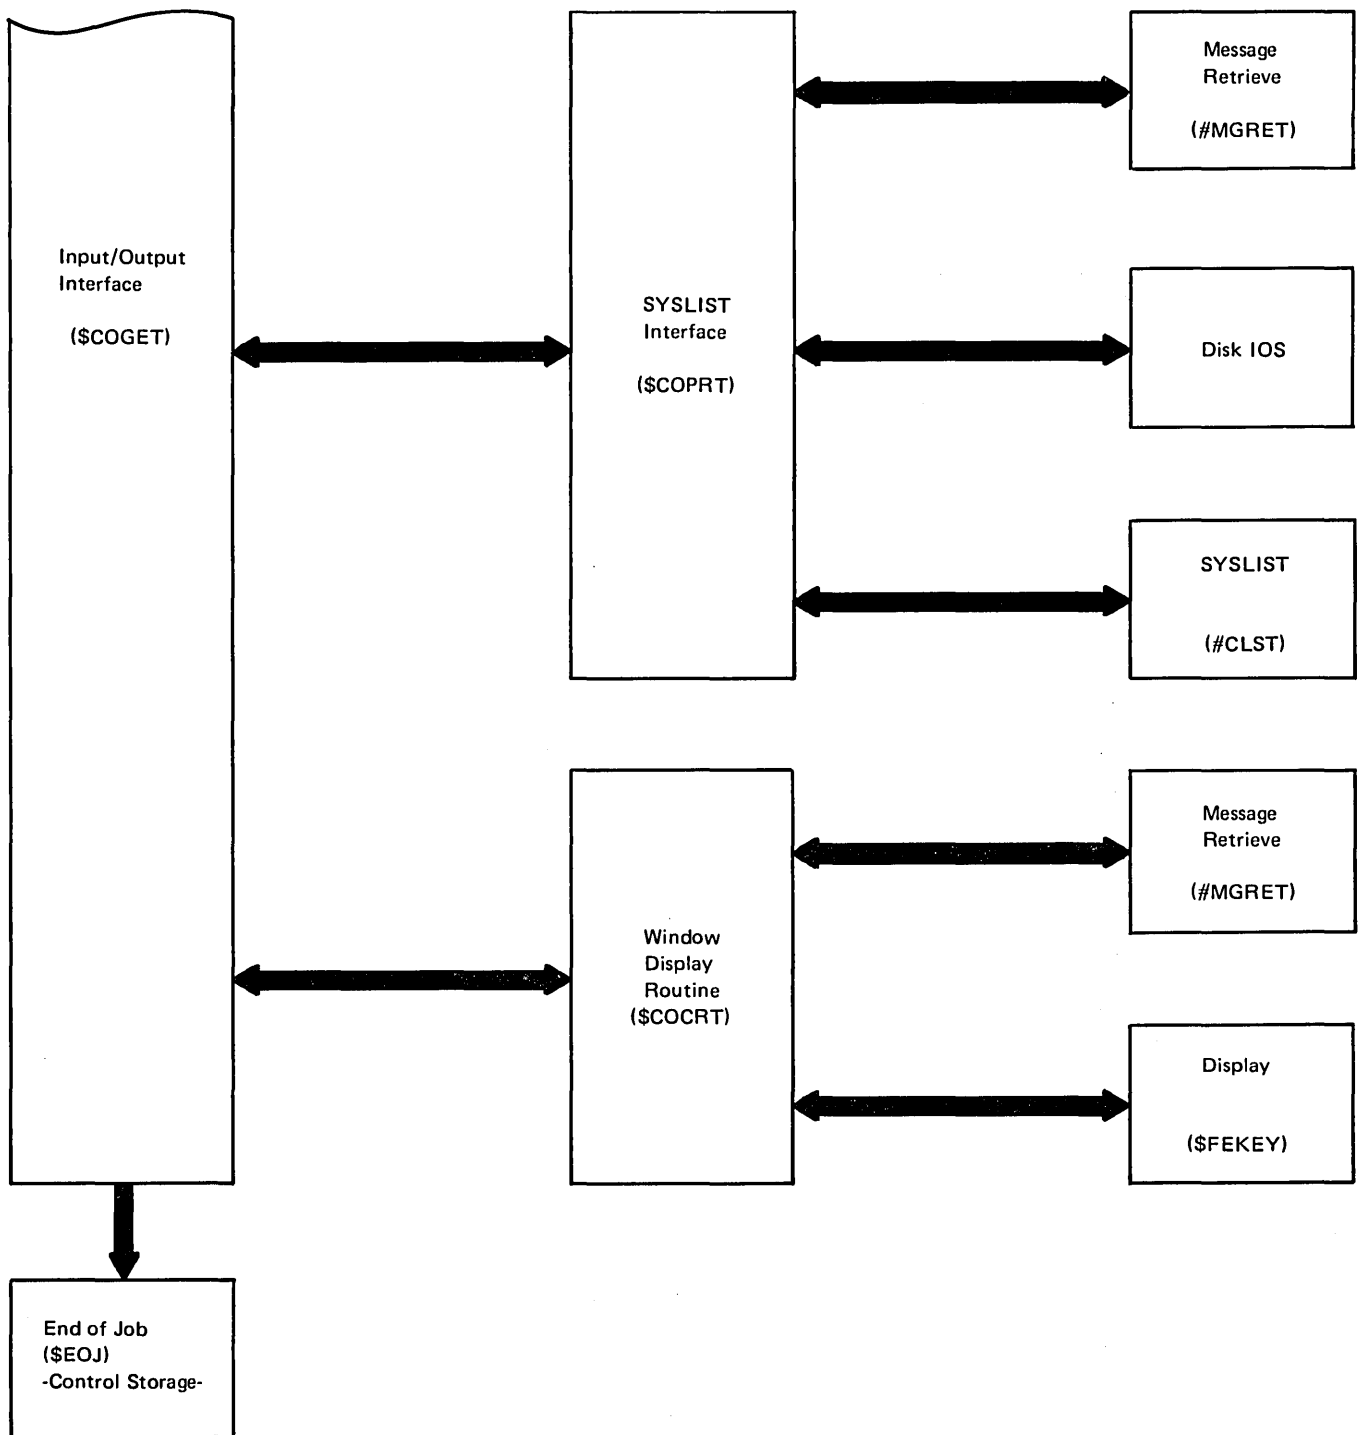 Input/Output
Interface
($COGET)
SYSLIST
Interface
($COPRT)
Message
Retrieve
(#MGRET)
Disk IOS
SYSLIST
(#CLST)
Window
Display
Routine
($COCRT)
Message
Retrieve
(#MGRET)
Display
($FEKEY)
End of Job
($EOJ)
-Control Storage-